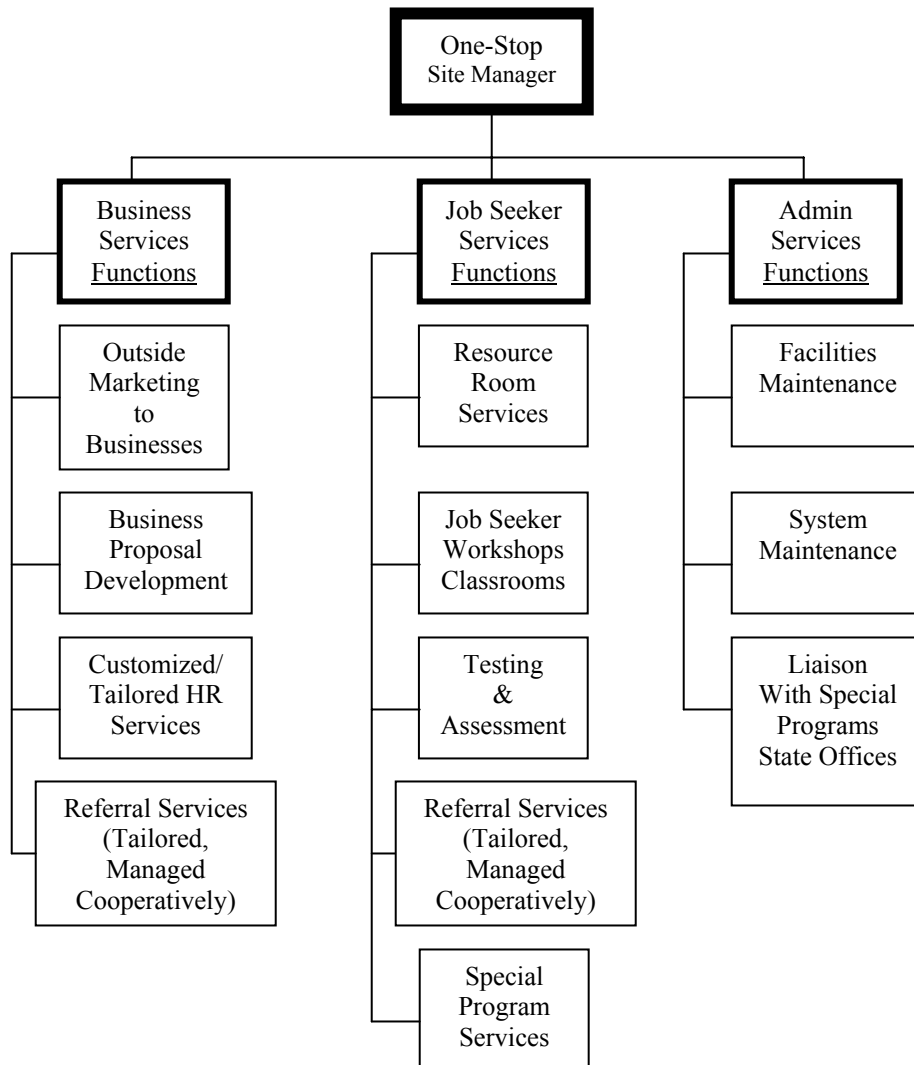 One-Stop
Site Manager
Business
Services
Functions
Outside
Marketing
to
Businesses
Business
Proposal
Development
Customized/
Tailored HR
Services
Referral Services
(Tailored,
Managed
Cooperatively)
Job Seeker
Services
Functions
Resource
Room
Services
Job Seeker
Workshops
Classrooms
Testing
&
Assessment
Referral Services
(Tailored,
Managed
Cooperatively)
Special
Program
Services
Admin
Services
Functions
Facilities
Maintenance
System
Maintenance
Liaison
With Special
Programs
State Offices